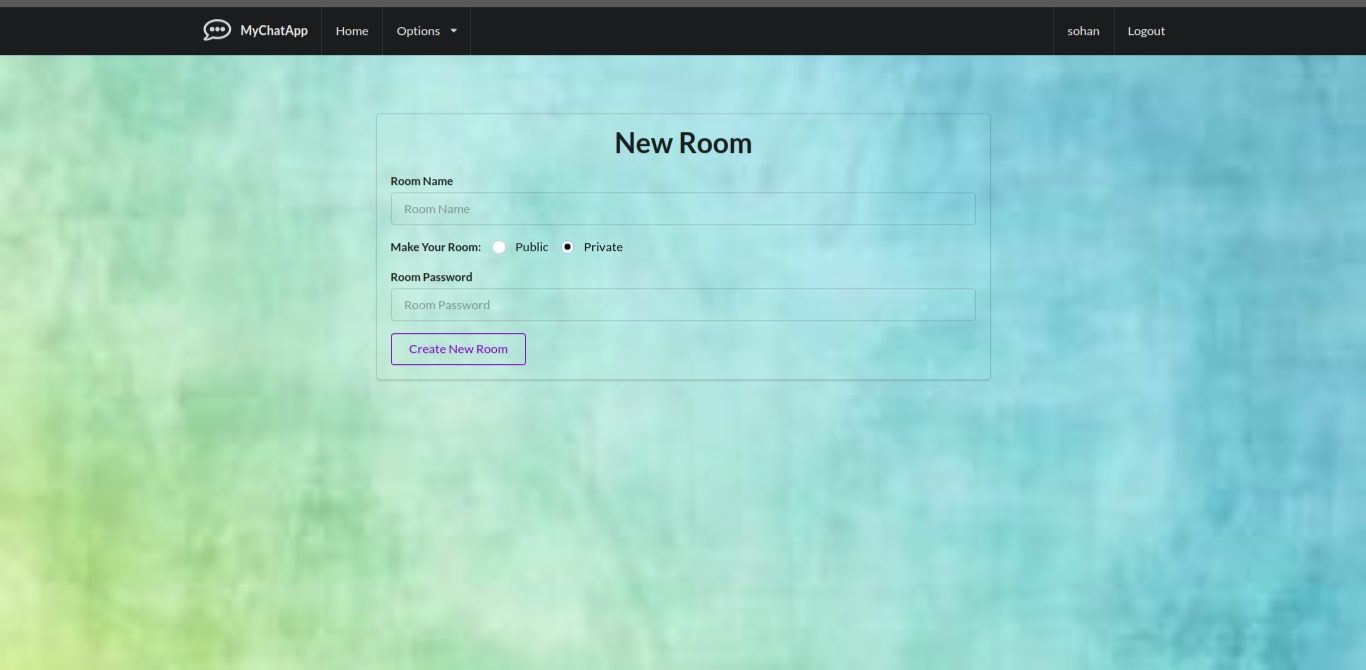 MyChatApp Home Options sohan Logout
New Room
Room Name
Room Name
Make Your Room: Public Private
Room Password
Room Password
Create New Room